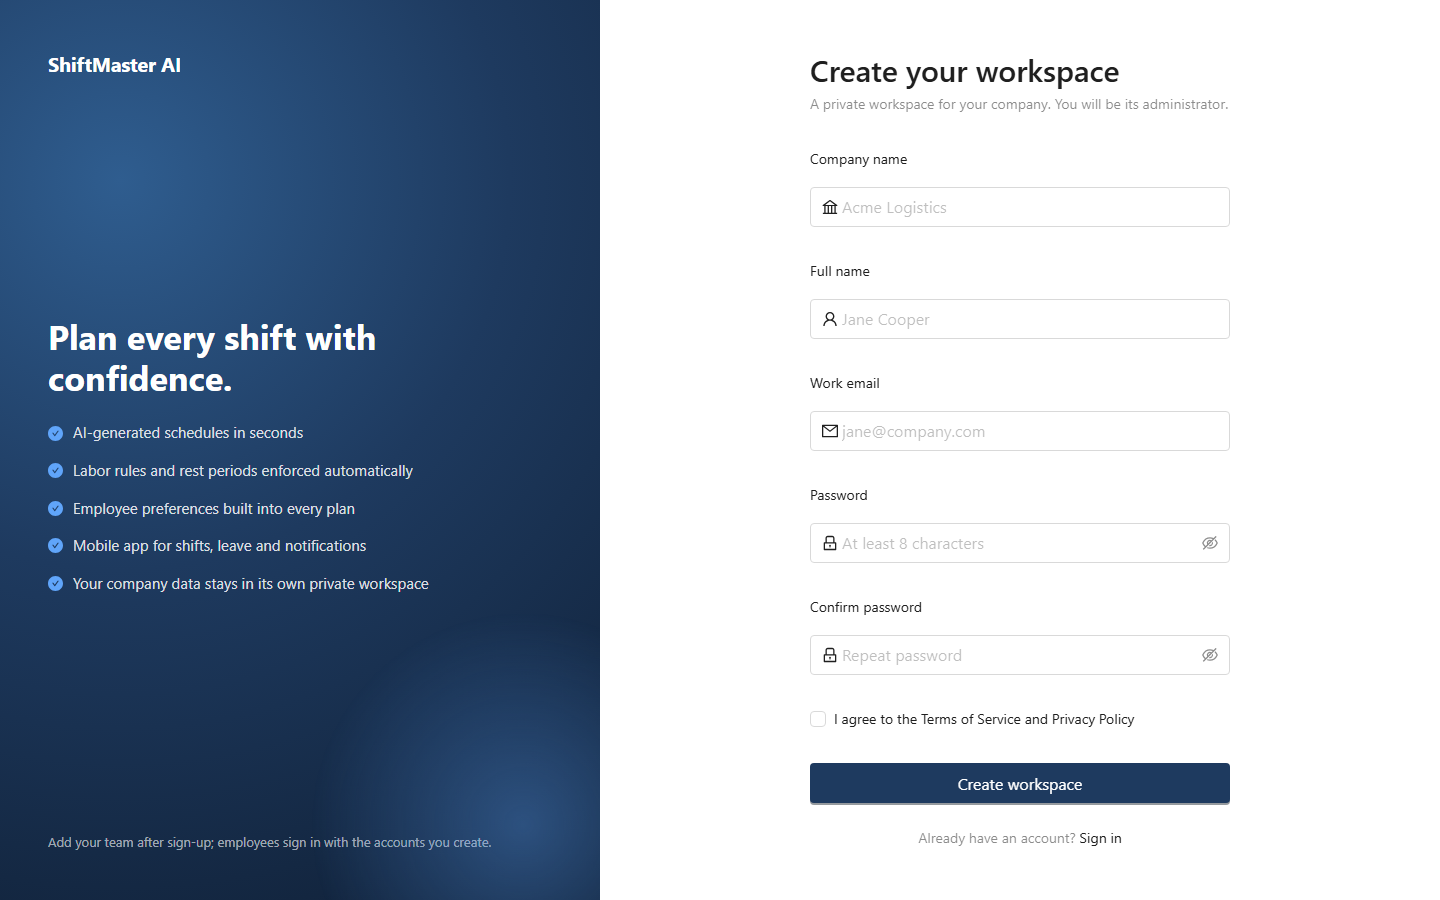 ShiftMaster AI
Plan every shift with
confidence.
AI-generated schedules in seconds
Labor rules and rest periods enforced automatically
Employee preferences built into every plan
Mobile app for shifts, leave and notifications
Your company data stays in its own private workspace
Add your team after sign-up; employees sign in with the accounts you create.
Create your workspace
A private workspace for your company. You will be its administrator.
Company name
Acme Logistics
Full name
Jane Cooper
Work email
jane@company.com
Password
At least 8 characters
Confirm password
Repeat password
I agree to the Terms of Service and Privacy Policy
Create workspace
Already have an account? Sign in